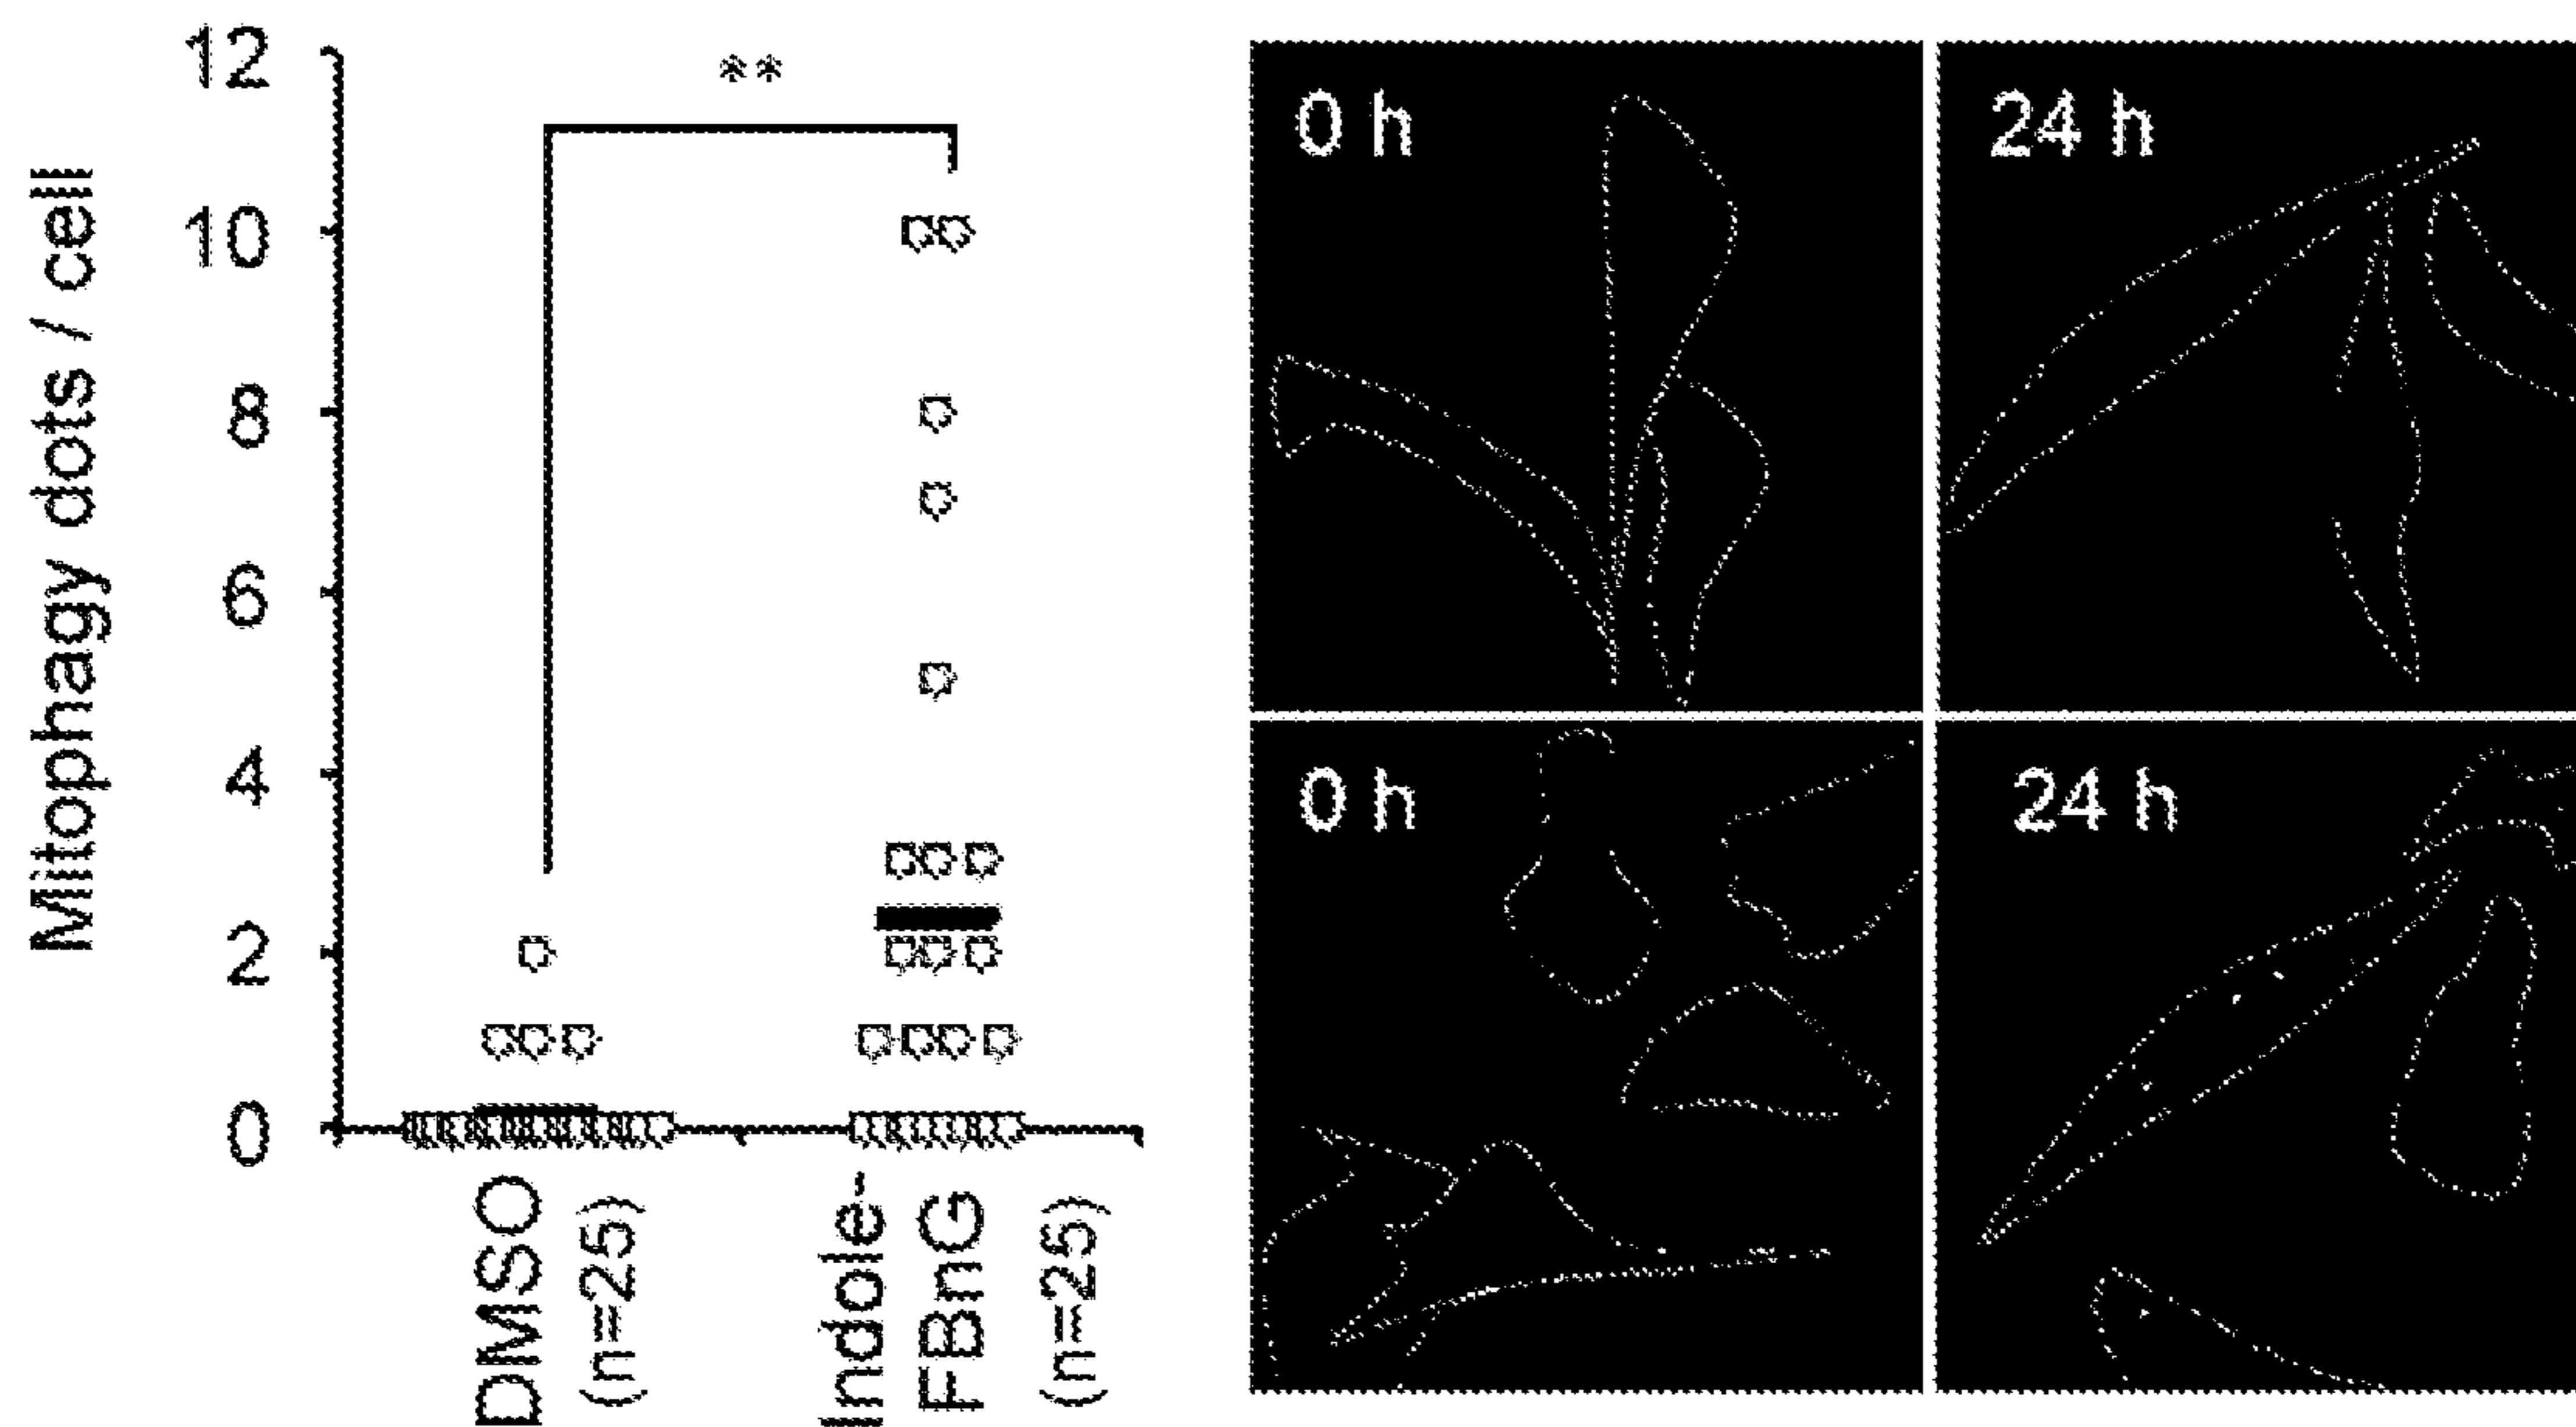 Mitophagy dots / cell
12
10
8
6
4
2
0
**
DMSO
(n=25)
Indole-
FBnG
(n=25)
0 h
24 h
0 h
24 h